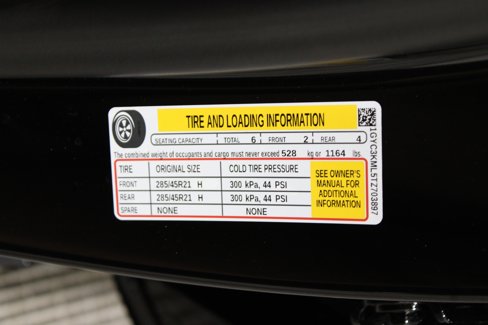 TIRE AND LOADING INFORMATION
SEATING CAPACITY TOTAL 6 FRONT 2 REAR 4
The combined weight of occupants and cargo must never exceed 528 kg or 1164 lbs.
TIRE ORIGINAL SIZE COLD TIRE PRESSURE
FRONT 285/45R21 H 300 kPa, 44 PSI
REAR 285/45R21 H 300 kPa, 44 PSI
SPARE NONE NONE
SEE OWNER'S
MANUAL FOR
ADDITIONAL
INFORMATION
1GYC3KML5TZ703897